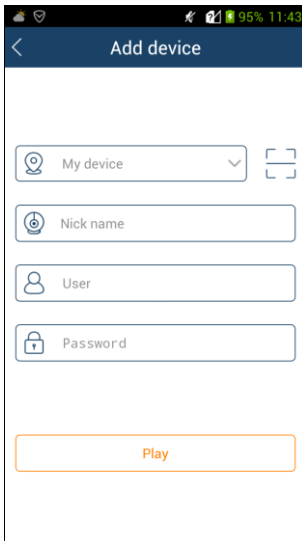 95% 11:43
Add device
My device
Nick name
User
Password
Play